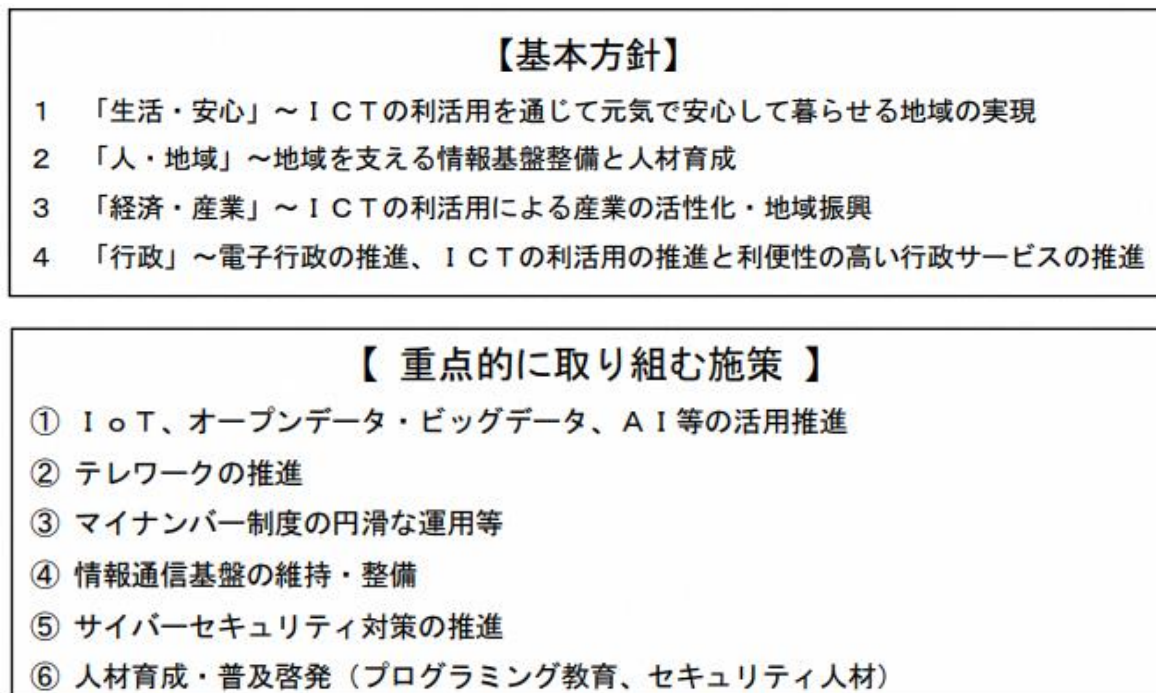 【基本方針】
１　「生活・安心」～ＩＣＴの利活用を通じて元気で安心して暮らせる地域の実現
２　「人・地域」～地域を支える情報基盤整備と人材育成
３　「経済・産業」～ＩＣＴの利活用による産業の活性化・地域振興
４　「行政」～電子行政の推進、ＩＣＴの利活用の推進と利便性の高い行政サービスの推進
【 重点的に取り組む施策 】
① ＩｏＴ、オープンデータ・ビッグデータ、ＡＩ等の活用推進
② テレワークの推進
③ マイナンバー制度の円滑な運用等
④ 情報通信基盤の維持・整備
⑤ サイバーセキュリティ対策の推進
⑥ 人材育成・普及啓発（プログラミング教育、セキュリティ人材）